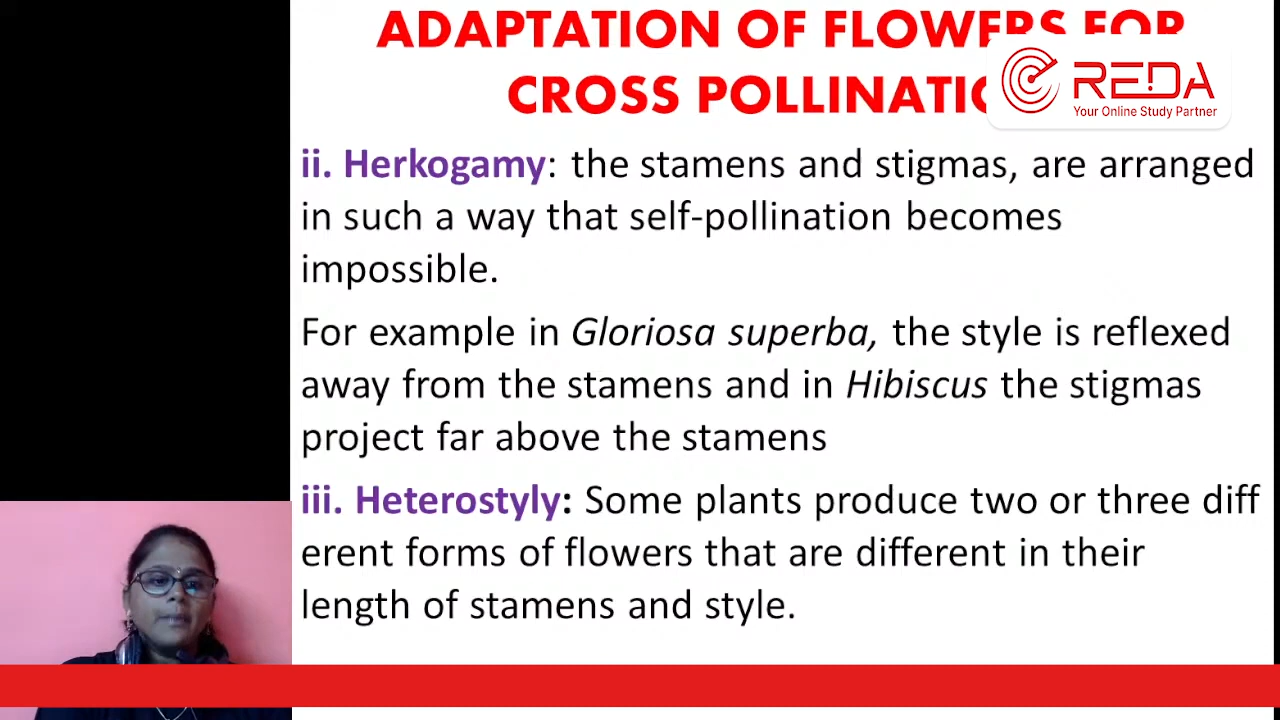 ADAPTATION OF FLOWERS FOR
CROSS POLLINATIO
REDA
Your Online Study Partner
ii. Herkogamy: the stamens and stigmas, are arranged
in such a way that self-pollination becomes
impossible.
For example in Gloriosa superba, the style is reflexed
away from the stamens and in Hibiscus the stigmas
project far above the stamens
iii. Heterostyly: Some plants produce two or three diff
erent forms of flowers that are different in their
length of stamens and style.